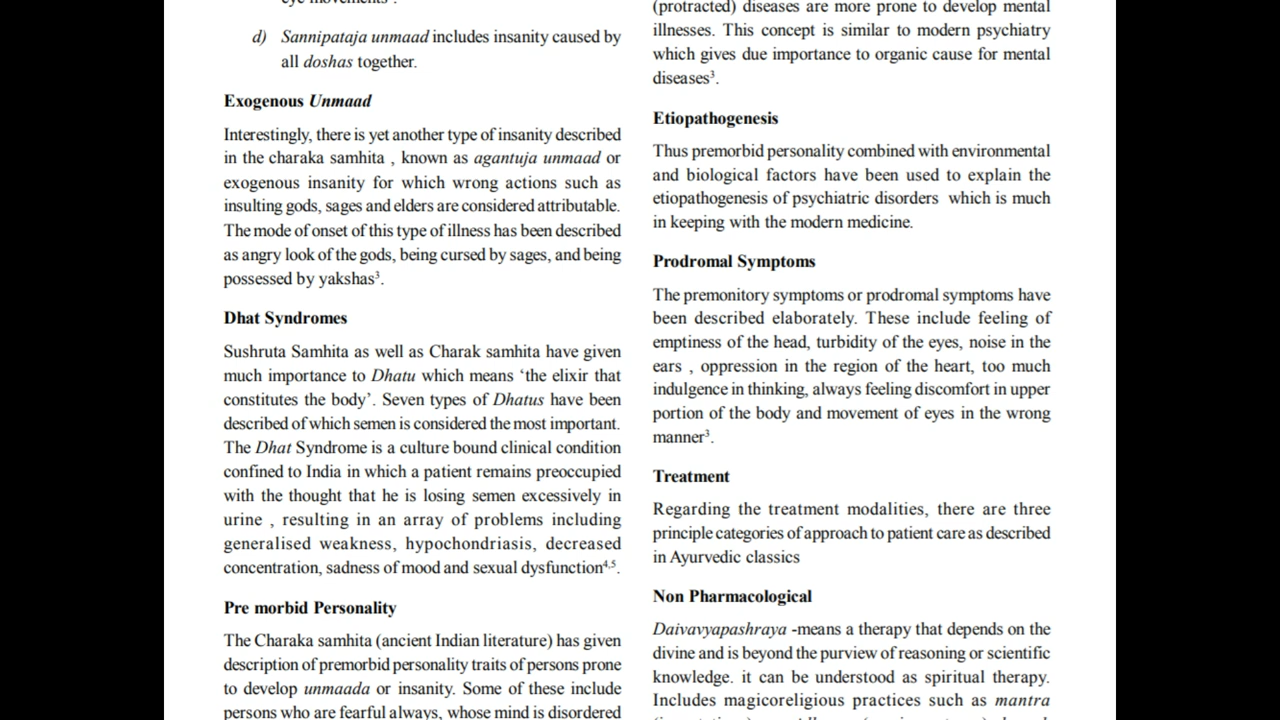 d) Sannipataja unmaad includes insanity caused by
all doshas together.
Exogenous Unmaad
Interestingly, there is yet another type of insanity described
in the charaka samhita , known as agantuja unmaad or
exogenous insanity for which wrong actions such as
insulting gods, sages and elders are considered attributable.
The mode of onset of this type of illness has been described
as angry look of the gods, being cursed by sages, and being
possessed by yakshas³.
Dhat Syndromes
Sushruta Samhita as well as Charak samhita have given
much importance to Dhatu which means ‘the elixir that
constitutes the body’. Seven types of Dhatus have been
described of which semen is considered the most important.
The Dhat Syndrome is a culture bound clinical condition
confined to India in which a patient remains preoccupied
with the thought that he is losing semen excessively in
urine , resulting in an array of problems including
generalised weakness, hypochondriasis, decreased
concentration, sadness of mood and sexual dysfunction⁴,⁵.
Pre morbid Personality
The Charaka samhita (ancient Indian literature) has given
description of premorbid personality traits of persons prone
to develop unmaada or insanity. Some of these include
persons who are fearful always, whose mind is disordered
(protracted) diseases are more prone to develop mental
illnesses. This concept is similar to modern psychiatry
which gives due importance to organic cause for mental
diseases³.
Etiopathogenesis
Thus premorbid personality combined with environmental
and biological factors have been used to explain the
etiopathogenesis of psychiatric disorders which is much
in keeping with the modern medicine.
Prodromal Symptoms
The premonitory symptoms or prodromal symptoms have
been described elaborately. These include feeling of
emptiness of the head, turbidity of the eyes, noise in the
ears , oppression in the region of the heart, too much
indulgence in thinking, always feeling discomfort in upper
portion of the body and movement of eyes in the wrong
manner³.
Treatment
Regarding the treatment modalities, there are three
principle categories of approach to patient care as described
in Ayurvedic classics
Non Pharmacological
Daivavyapashraya -means a therapy that depends on the
divine and is beyond the purview of reasoning or scientific
knowledge. it can be understood as spiritual therapy.
Includes magicoreligious practices such as mantra